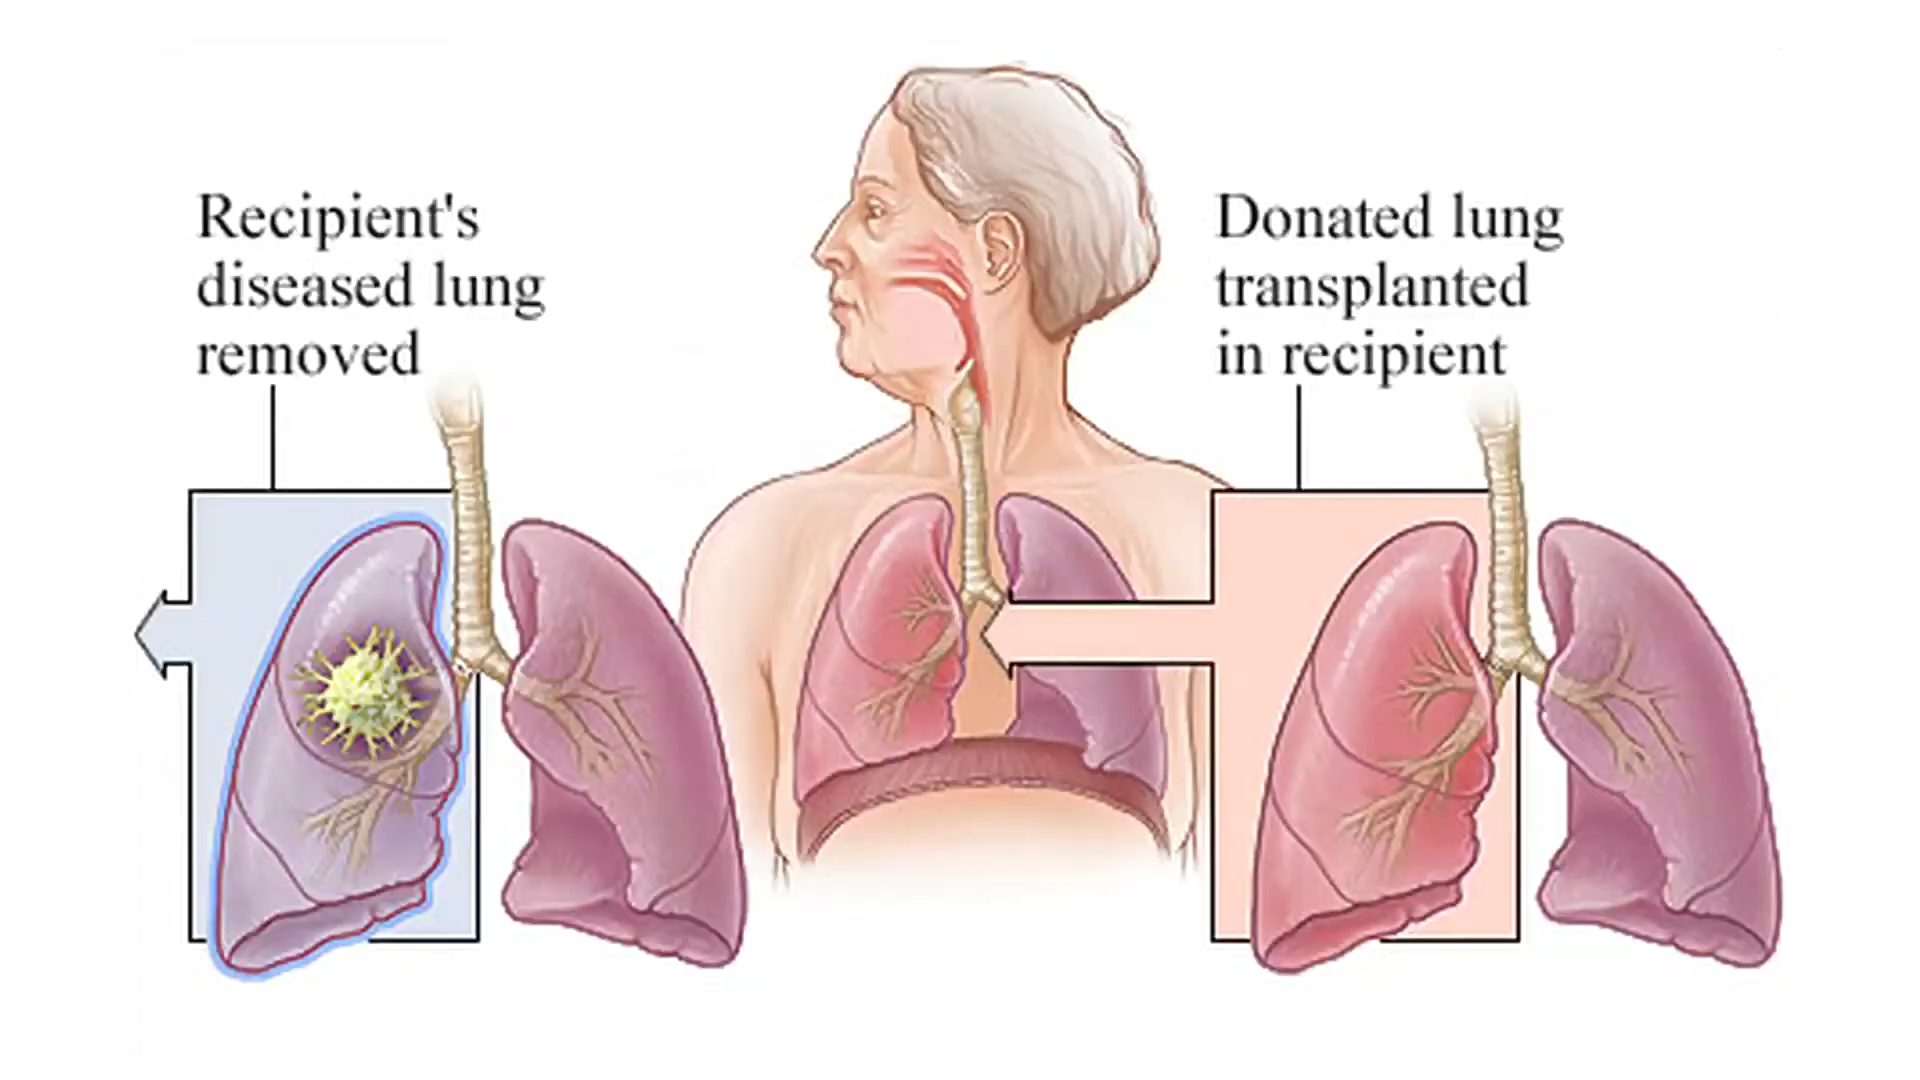 Recipient's
diseased lung
removed
Donated lung
transplanted
in recipient